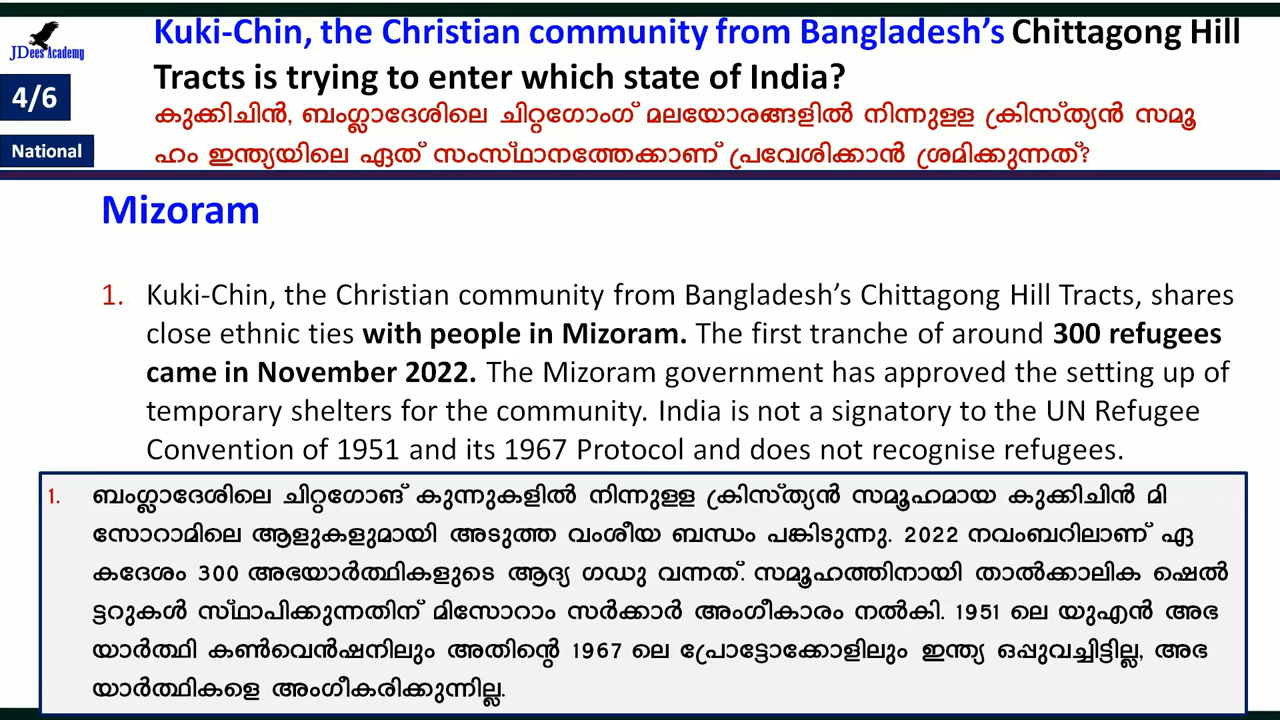 JDees Academy
Kuki-Chin, the Christian community from Bangladesh’s Chittagong Hill
Tracts is trying to enter which state of India?
4/6
കുക്കിചിൻ, ബംഗ്ലാദേശിലെ ചിറ്റഗോംഗ് മലയോരങ്ങളിൽ നിന്നുള്ള ക്രിസ്ത്യൻ സമൂ
National
ഹം ഇന്ത്യയിലെ ഏത് സംസ്ഥാനത്തേക്കാണ് പ്രവേശിക്കാൻ ശ്രമിക്കുന്നത്?
Mizoram
1. Kuki-Chin, the Christian community from Bangladesh’s Chittagong Hill Tracts, shares
close ethnic ties with people in Mizoram. The first tranche of around 300 refugees
came in November 2022. The Mizoram government has approved the setting up of
temporary shelters for the community. India is not a signatory to the UN Refugee
Convention of 1951 and its 1967 Protocol and does not recognise refugees.
1. ബംഗ്ലാദേശിലെ ചിറ്റഗോങ് കുന്നുകളിൽ നിന്നുള്ള ക്രിസ്ത്യൻ സമൂഹമായ കുക്കിചിൻ മി
സോറാമിലെ ആളുകളുമായി അടുത്ത വംശീയ ബന്ധം പങ്കിടുന്നു. 2022 നവംബറിലാണ് ഏ
കദേശം 300 അഭയാർത്ഥികളുടെ ആദ്യ ഗഡു വന്നത്. സമൂഹത്തിനായി താൽക്കാലിക ഷെൽ
ട്ടറുകൾ സ്ഥാപിക്കുന്നതിന് മിസോറാം സർക്കാർ അംഗീകാരം നൽകി. 1951 ലെ യുഎൻ അഭ
യാർത്ഥി കൺവെൻഷനിലും അതിന്റെ 1967 ലെ പ്രോട്ടോക്കോളിലും ഇന്ത്യ ഒപ്പുവച്ചിട്ടില്ല, അഭ
യാർത്ഥികളെ അംഗീകരിക്കുന്നില്ല.